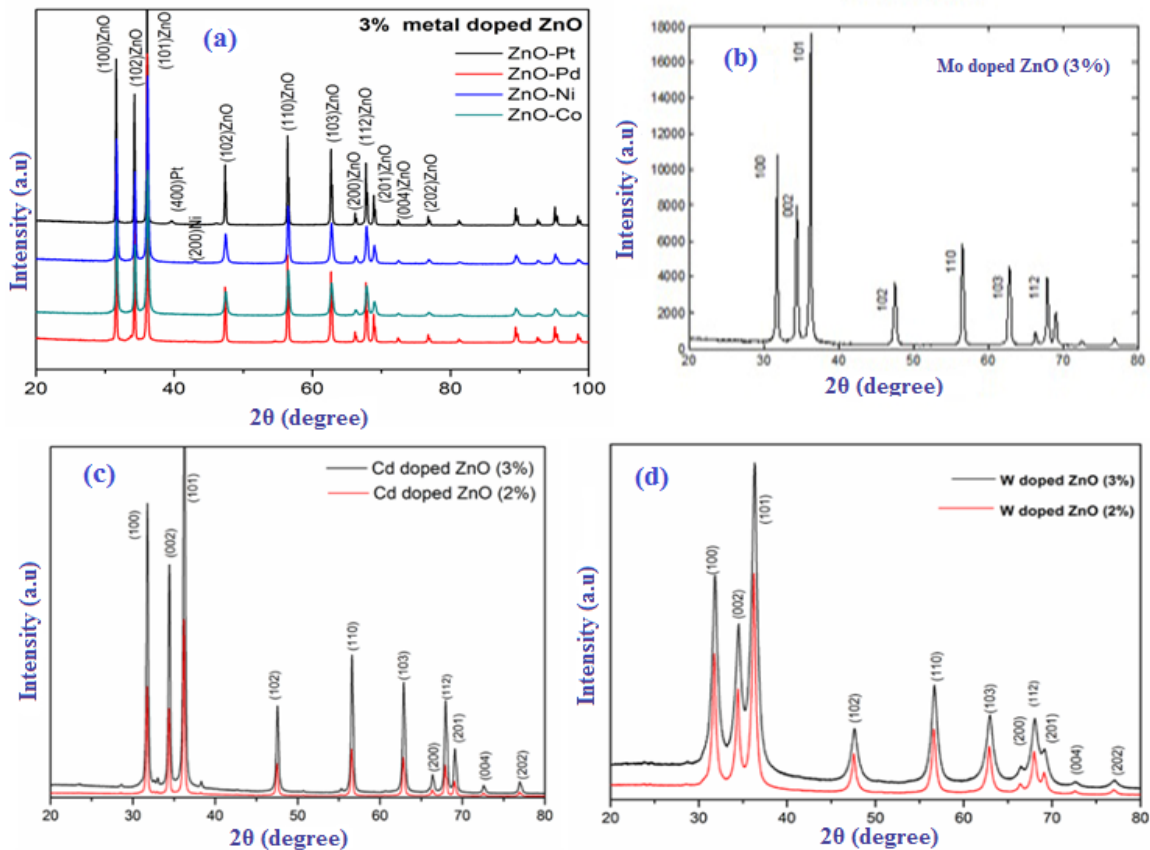 (a)
3% metal doped ZnO
ZnO-Pt
ZnO-Pd
ZnO-Ni
ZnO-Co
(100)ZnO
(102)ZnO
(101)ZnO
(400)Pt
(200)Ni
(102)ZnO
(110)ZnO
(103)ZnO
(200)ZnO
(112)ZnO
(201)ZnO
(004)ZnO
(202)ZnO
Intensity (a.u)
20 30 40 50 60 70 80 90 100
2θ (degree)
(b)
Mo doped ZnO (3%)
18000
16000
14000
12000
10000
8000
6000
4000
2000
0
100
002
101
102
110
103
112
Intensity (a.u)
20 30 40 50 60 70 80
2θ (degree)
(c)
Cd doped ZnO (3%)
Cd doped ZnO (2%)
(100)
(002)
(101)
(102)
(110)
(103)
(200)
(112)
(201)
(004)
(202)
Intensity (a.u)
20 30 40 50 60 70 80
2θ (degree)
(d)
W doped ZnO (3%)
W doped ZnO (2%)
(100)
(002)
(101)
(102)
(110)
(103)
(200)
(112)
(201)
(004)
(202)
Intensity (a.u)
20 30 40 50 60 70 80
2θ (degree)